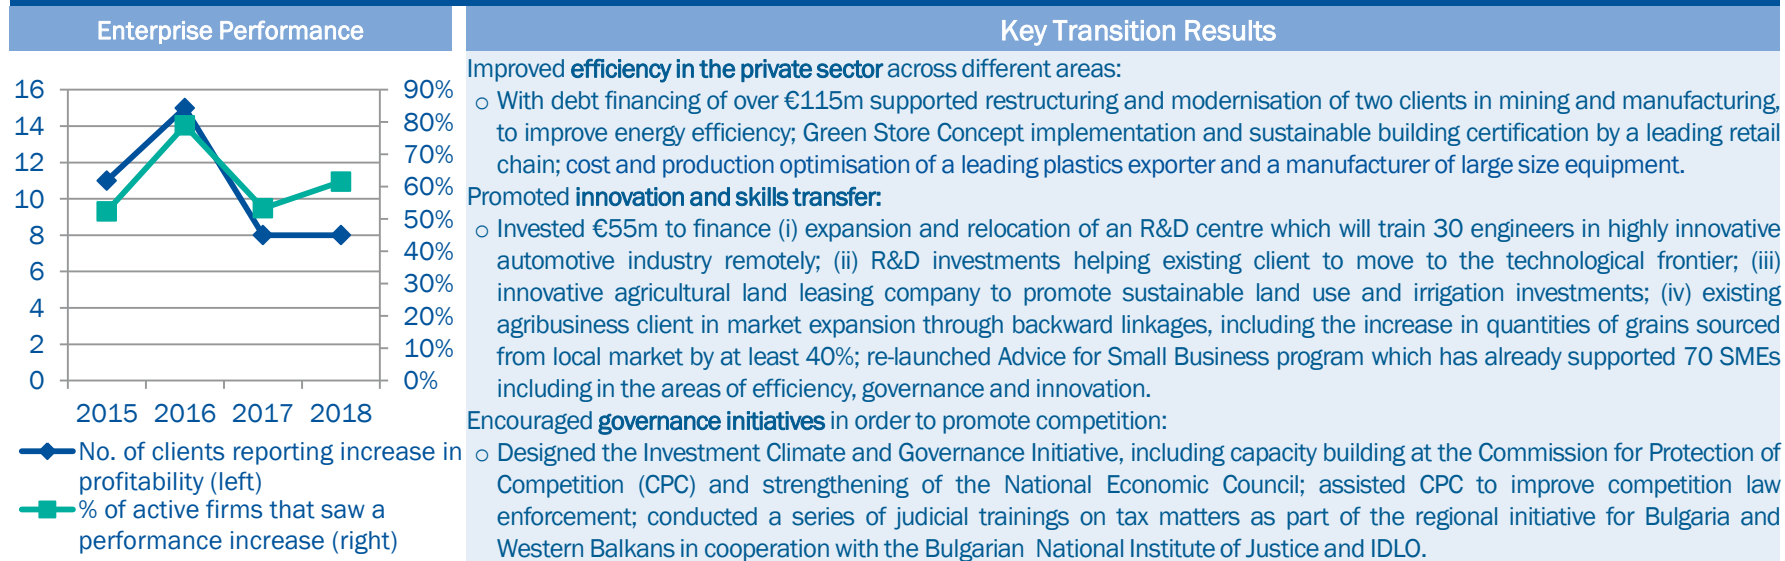 Enterprise Performance
16
14
12
10
8
6
4
2
0
90%
80%
70%
60%
50%
40%
30%
20%
10%
0%
2015 2016 2017 2018
No. of clients reporting increase in
profitability (left)
% of active firms that saw a
performance increase (right)
Key Transition Results
Improved efficiency in the private sector across different areas:
○ With debt financing of over €115m supported restructuring and modernisation of two clients in mining and manufacturing,
to improve energy efficiency; Green Store Concept implementation and sustainable building certification by a leading retail
chain; cost and production optimisation of a leading plastics exporter and a manufacturer of large size equipment.
Promoted innovation and skills transfer:
○ Invested €55m to finance (i) expansion and relocation of an R&D centre which will train 30 engineers in highly innovative
automotive industry remotely; (ii) R&D investments helping existing client to move to the technological frontier; (iii)
innovative agricultural land leasing company to promote sustainable land use and irrigation investments; (iv) existing
agribusiness client in market expansion through backward linkages, including the increase in quantities of grains sourced
from local market by at least 40%; re-launched Advice for Small Business program which has already supported 70 SMEs
including in the areas of efficiency, governance and innovation.
Encouraged governance initiatives in order to promote competition:
○ Designed the Investment Climate and Governance Initiative, including capacity building at the Commission for Protection of
Competition (CPC) and strengthening of the National Economic Council; assisted CPC to improve competition law
enforcement; conducted a series of judicial trainings on tax matters as part of the regional initiative for Bulgaria and
Western Balkans in cooperation with the Bulgarian National Institute of Justice and IDLO.